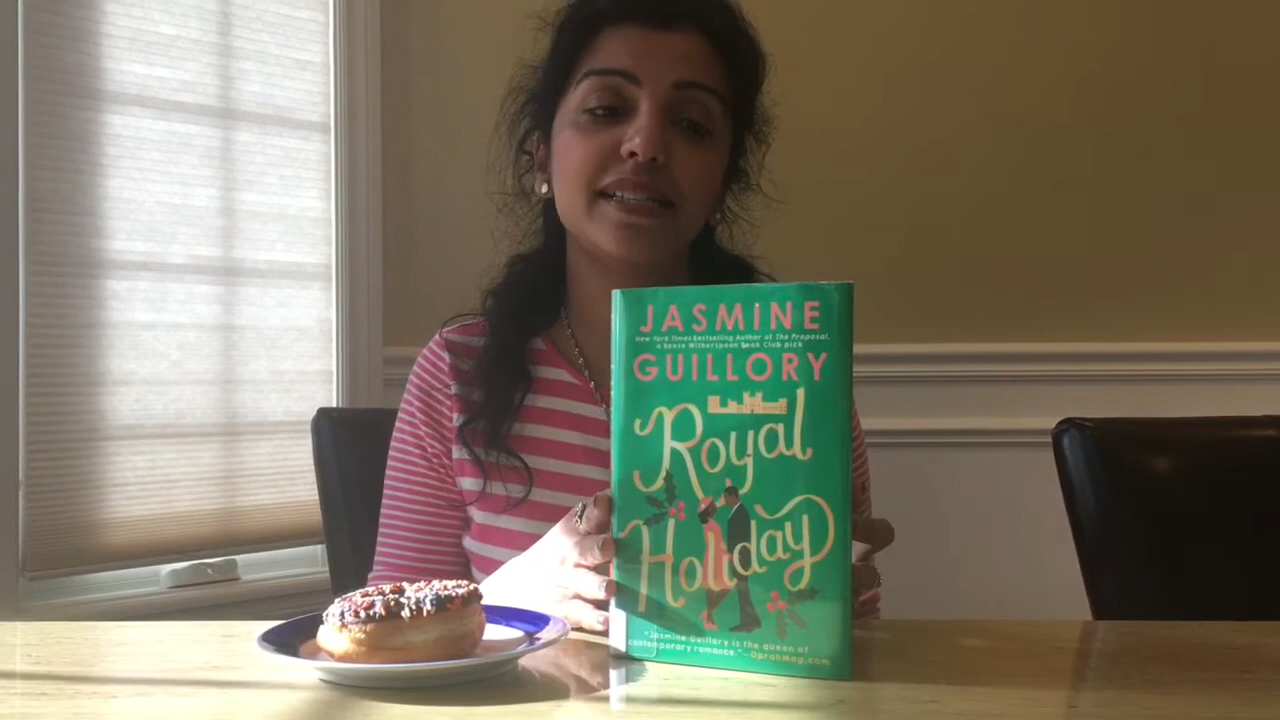 JASMINE
New York Times Bestselling Author of The Proposal,
a Reese Witherspoon Book Club pick
GUILLORY
Royal
Holiday
"Jasmine Guillory is the queen of
contemporary romance."—OprahMag.com